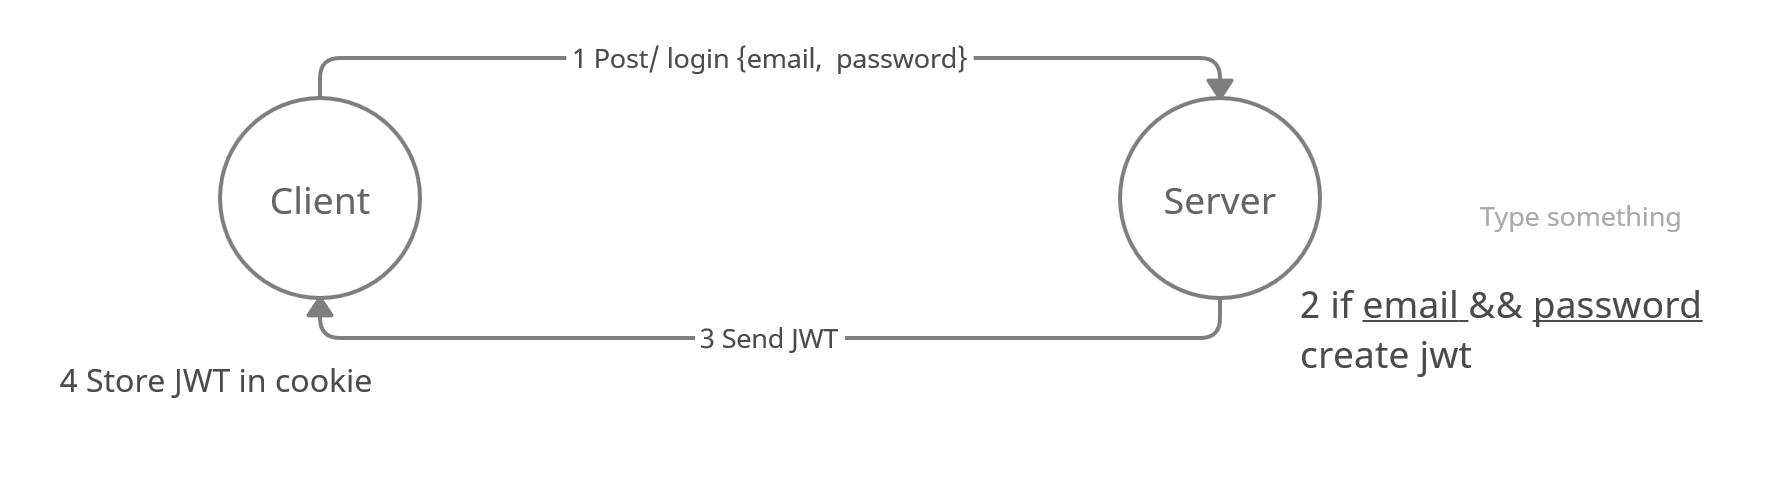 1 Post/ login {email,  password}
Client
Server
Type something
2 if email && password
create jwt
3 Send JWT
4 Store JWT in cookie